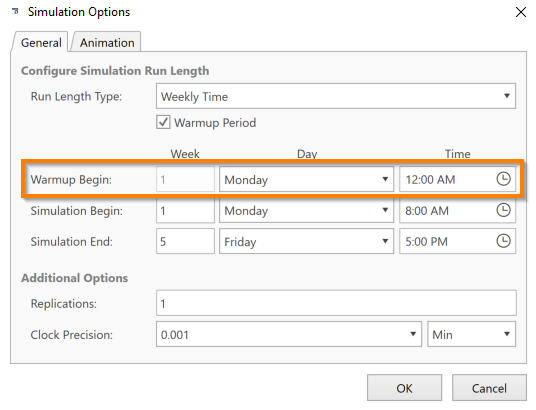 Simulation Options
General Animation
Configure Simulation Run Length
Run Length Type: Weekly Time
Warmup Period
Week Day Time
Warmup Begin: 1 Monday 12:00 AM
Simulation Begin: 1 Monday 8:00 AM
Simulation End: 5 Friday 5:00 PM
Additional Options
Replications: 1
Clock Precision: 0.001 Min
OK Cancel